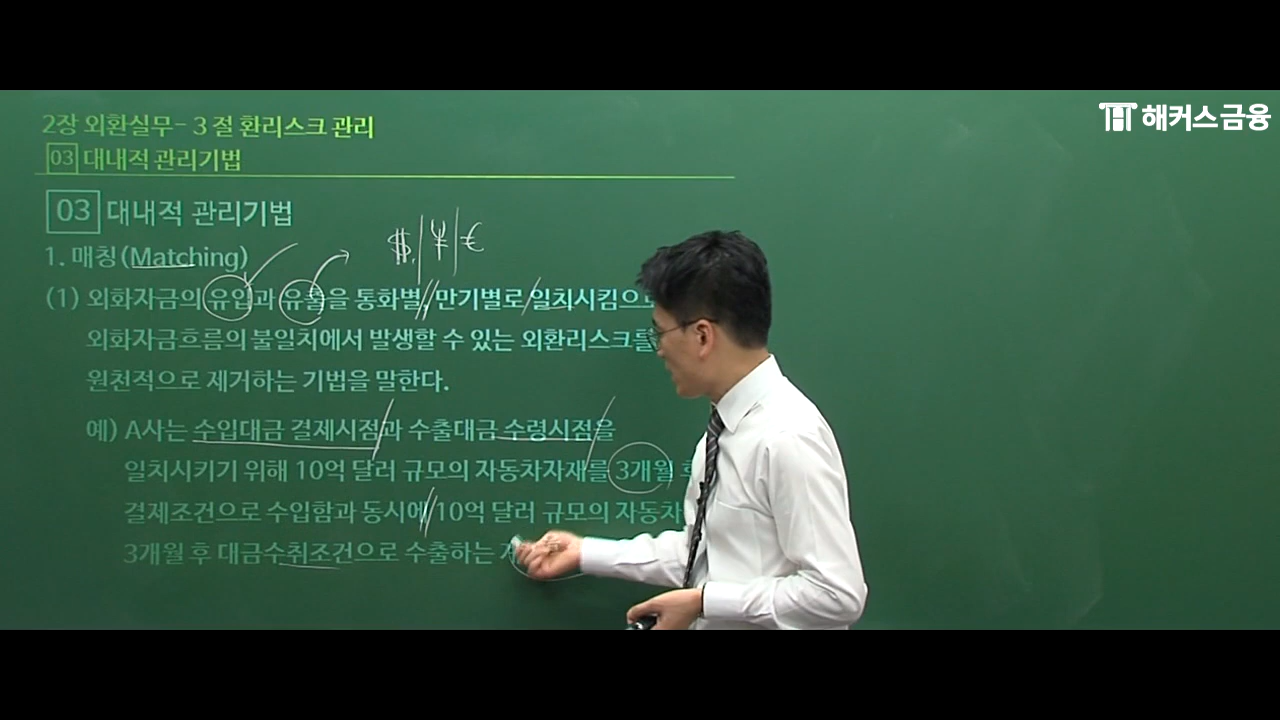 해커스금융
2장 외환실무 - 3 절 환리스크 관리
03 대내적 관리기법
03 대내적 관리기법
$ ¥ €
1. 매칭(Matching)
(1) 외화자금의 유입과 유출을 통화별, 만기별로 일치시킴으로
외화자금흐름의 불일치에서 발생할 수 있는 외환리스크를
원천적으로 제거하는 기법을 말한다.
예) A사는 수입대금 결제시점과 수출대금 수령시점을
일치시키기 위해 10억 달러 규모의 자동차자재를 3개월
결제조건으로 수입함과 동시에 10억 달러 규모의 자동차
3개월 후 대금수취조건으로 수출하는